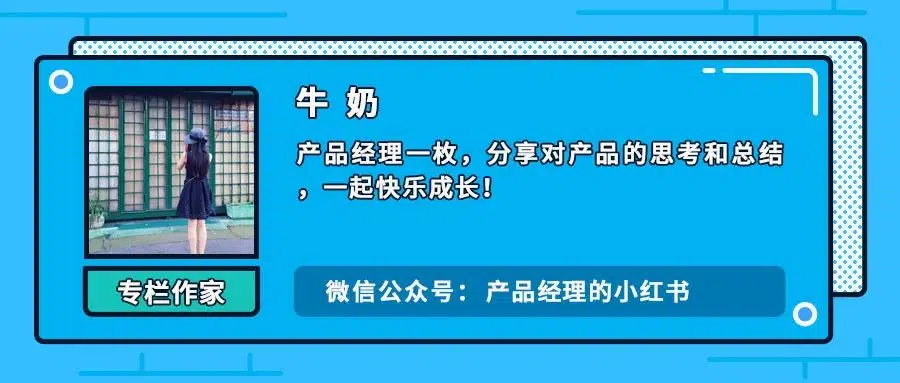 牛 奶
产品经理一枚，分享对产品的思考和总结
，一起快乐成长！
专栏作家
微信公众号：产品经理的小红书